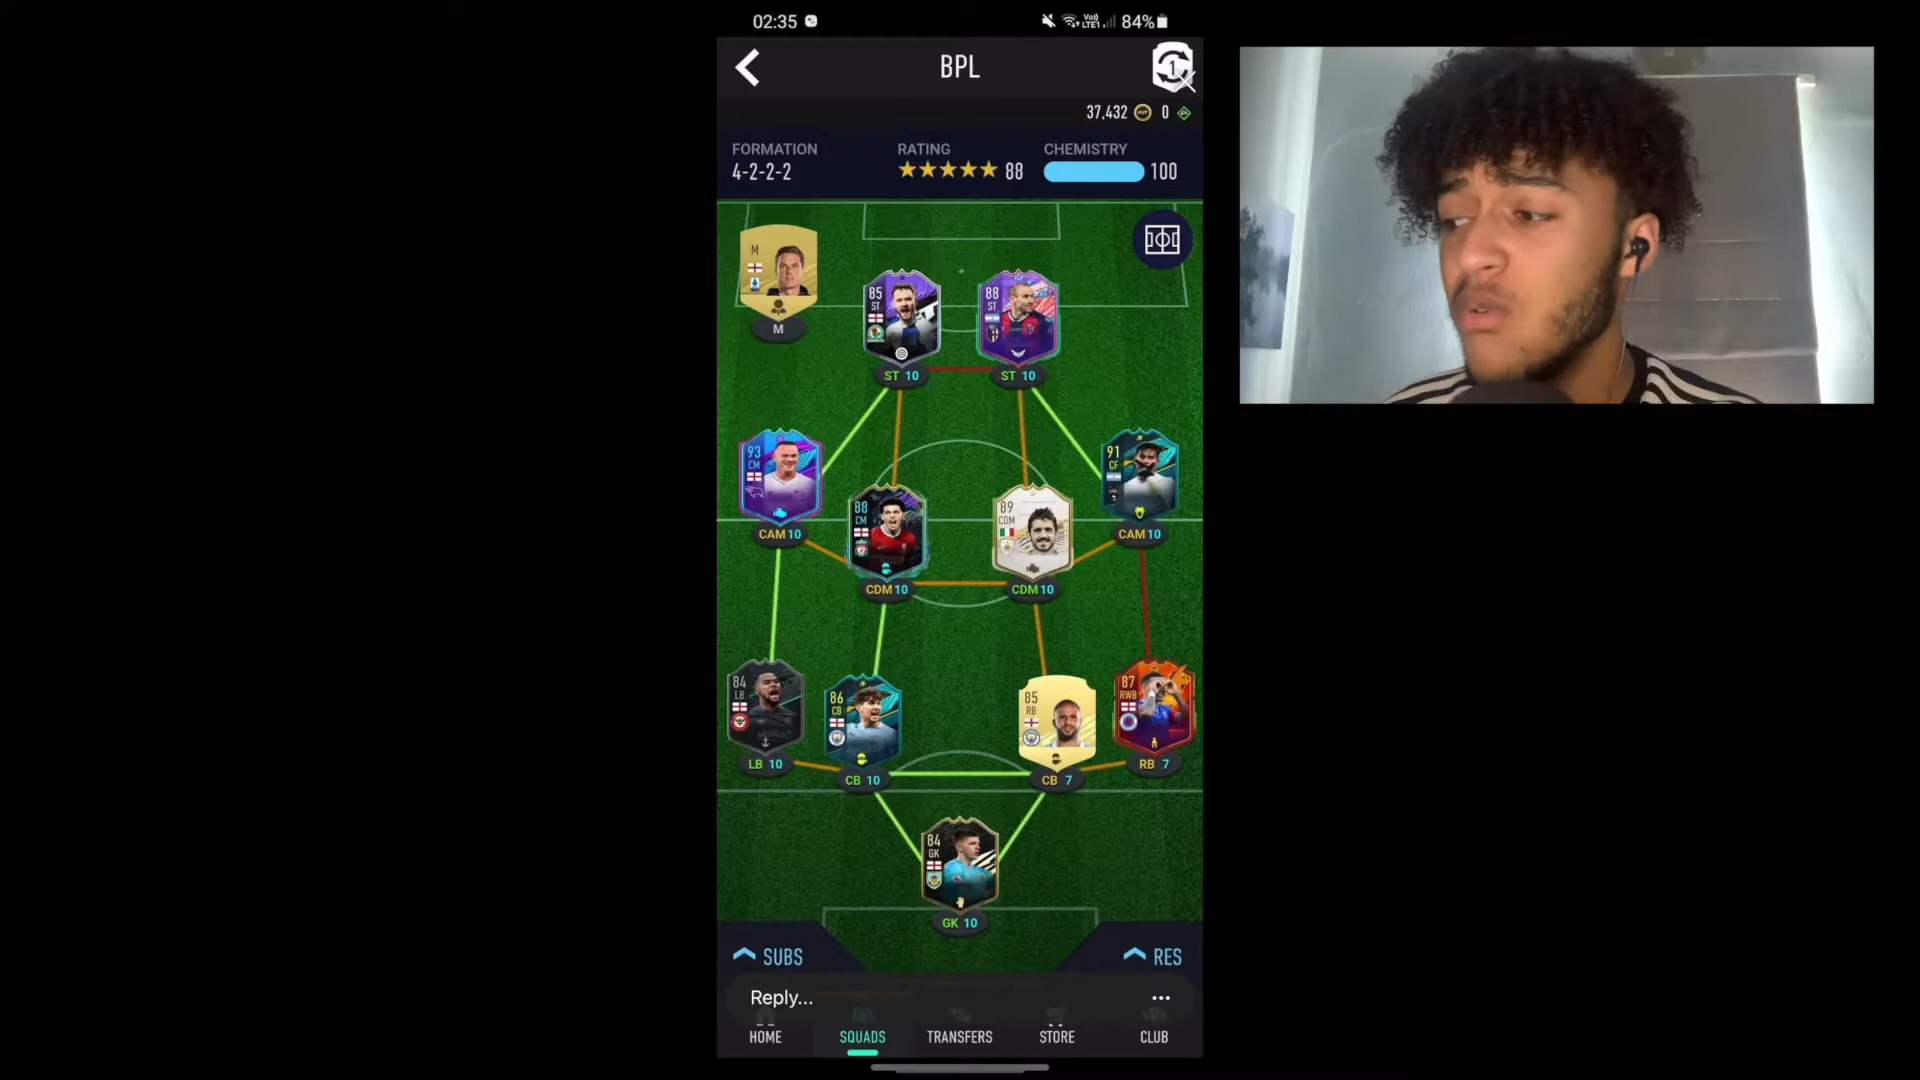 02:35 Vo) LTE1 84%
BPL
1
37,432 0
FORMATION RATING CHEMISTRY
4-2-2-2 88 100
M
M
85 ST
88 ST
ST 10 ST 10
93 CM
91 CF
CAM 10 CAM 10
88 CM
89 CDM
CDM 10 CDM 10
84 LB
86 CB
85 RB
87 RWB
LB 10 CB 10 CB 7 RB 7
84 GK
GK 10
SUBS RES
Reply... ...
HOME SQUADS TRANSFERS STORE CLUB